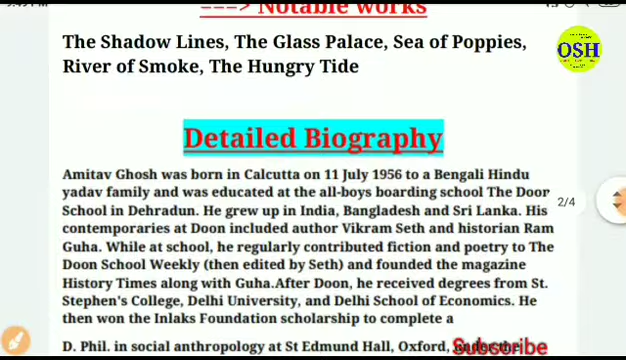 ===> Notable works
The Shadow Lines, The Glass Palace, Sea of Poppies,
River of Smoke, The Hungry Tide
OSH
Detailed Biography
Amitav Ghosh was born in Calcutta on 11 July 1956 to a Bengali Hindu
yadav family and was educated at the all-boys boarding school The Door
School in Dehradun. He grew up in India, Bangladesh and Sri Lanka. His
contemporaries at Doon included author Vikram Seth and historian Ram
Guha. While at school, he regularly contributed fiction and poetry to The
Doon School Weekly (then edited by Seth) and founded the magazine
History Times along with Guha.After Doon, he received degrees from St.
Stephen's College, Delhi University, and Delhi School of Economics. He
then won the Inlaks Foundation scholarship to complete a
2/4
D. Phil. in social anthropology at St Edmund Hall, Oxford, under the
Subscribe